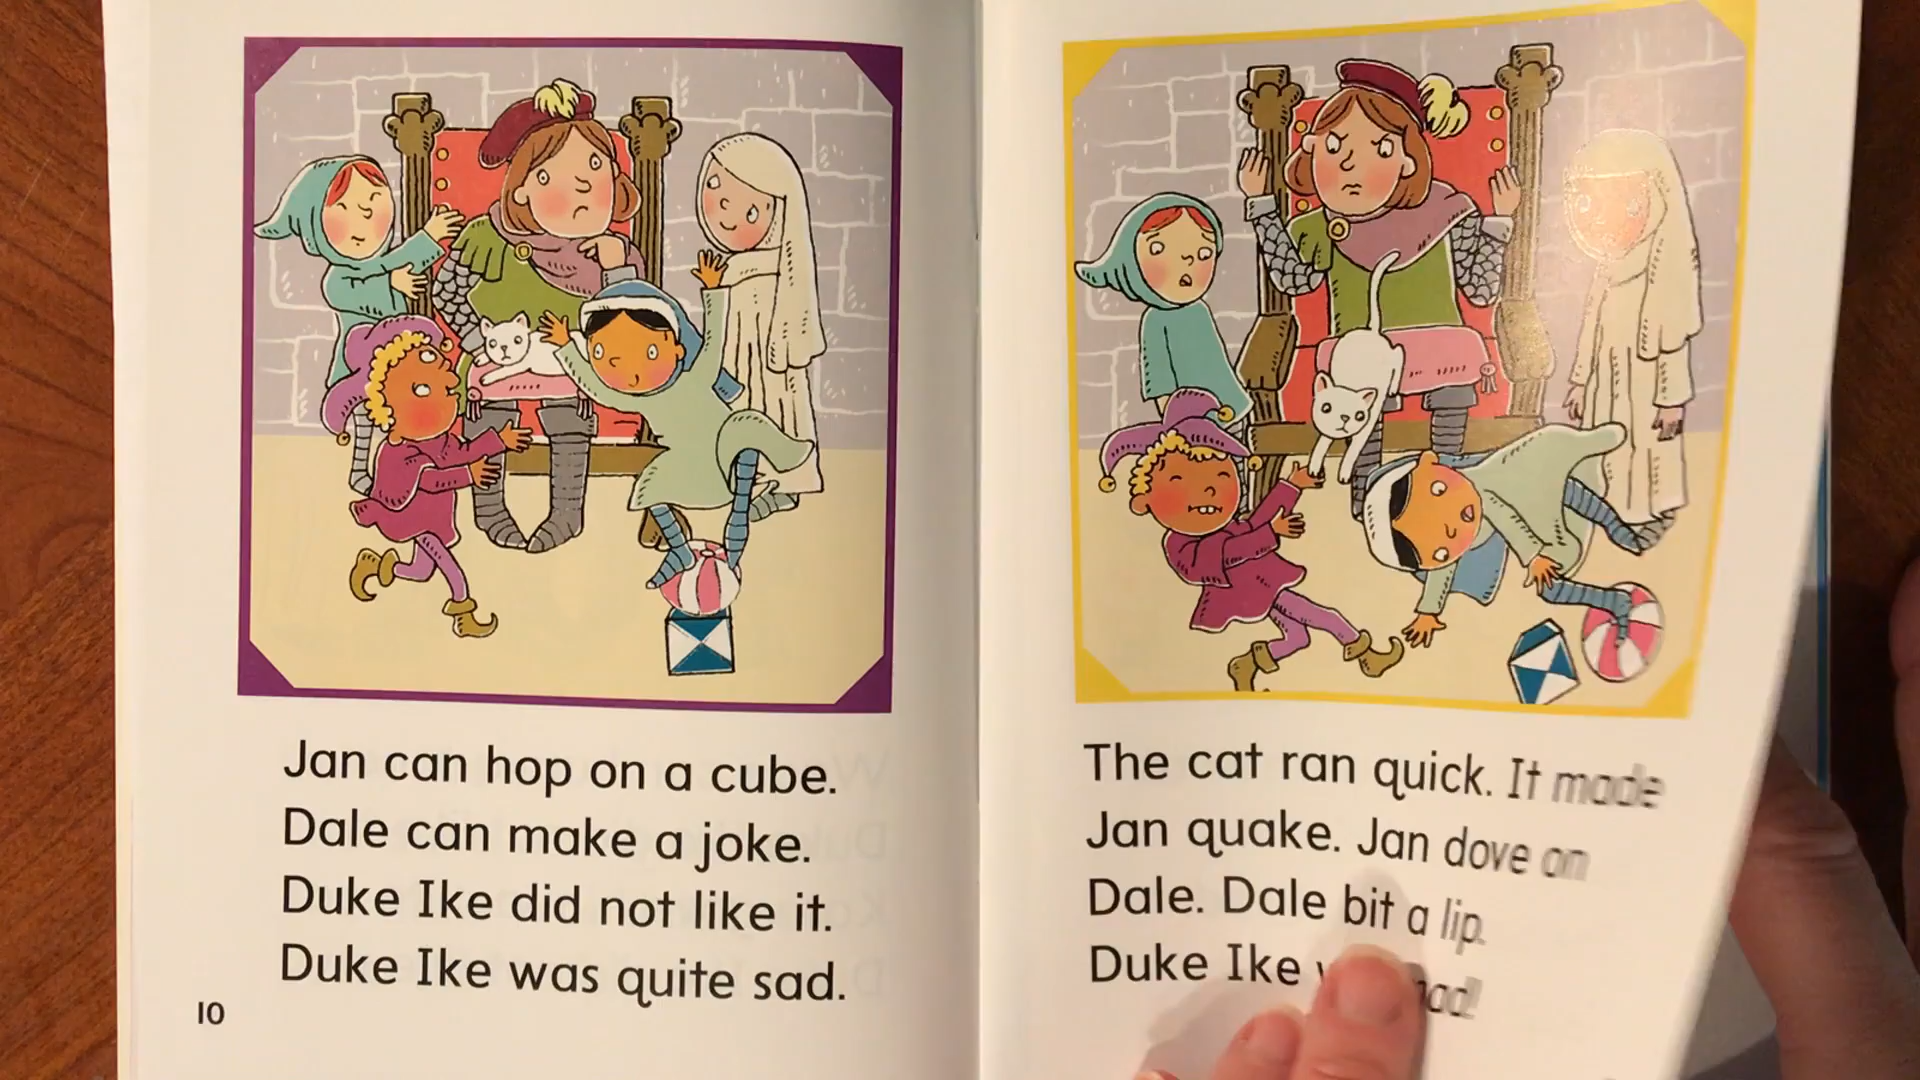 Jan can hop on a cube.
Dale can make a joke.
Duke Ike did not like it.
Duke Ike was quite sad.
10
The cat ran quick. It made
Jan quake. Jan dove on
Dale. Dale bit a lip.
Duke Ike